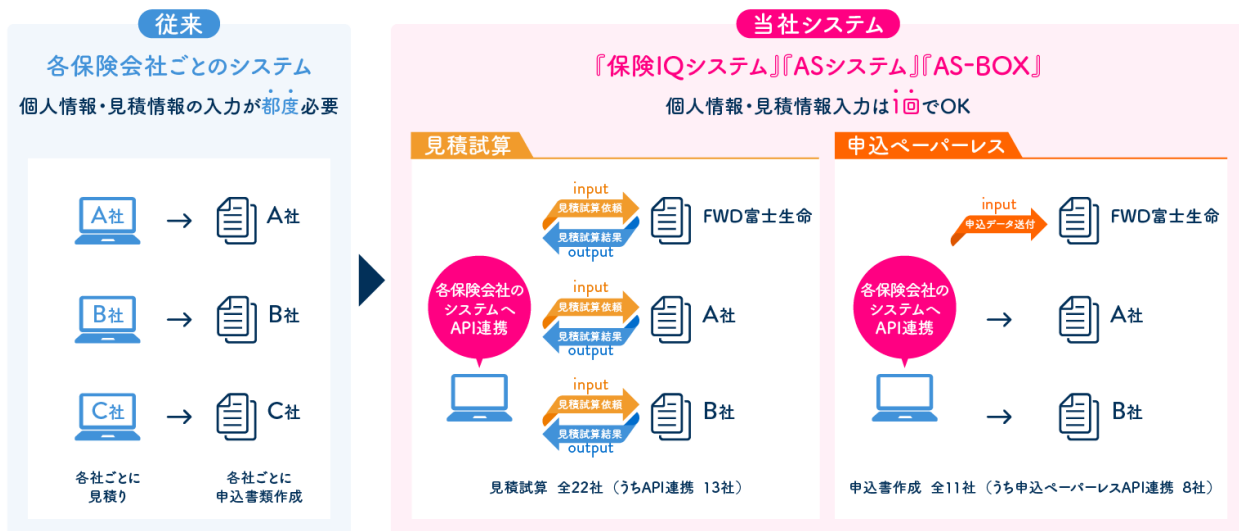 従来
各保険会社ごとのシステム
個人情報・見積情報の入力が都度必要
A社
A社
B社
B社
C社
C社
各社ごとに
見積り
各社ごとに
申込書類作成
当社システム
『保険IQシステム』『ASシステム』『AS-BOX』
個人情報・見積情報入力は1回でOK
見積試算
input
見積試算依頼
見積試算結果
output
FWD富士生命
各保険会社の
システムへ
API連携
input
見積試算依頼
見積試算結果
output
A社
input
見積試算依頼
見積試算結果
output
B社
見積試算 全22社（うちAPI連携 13社）
申込ペーパーレス
input
申込データ送付
FWD富士生命
各保険会社の
システムへ
API連携
A社
B社
申込書作成 全11社（うち申込ペーパーレスAPI連携 8社）